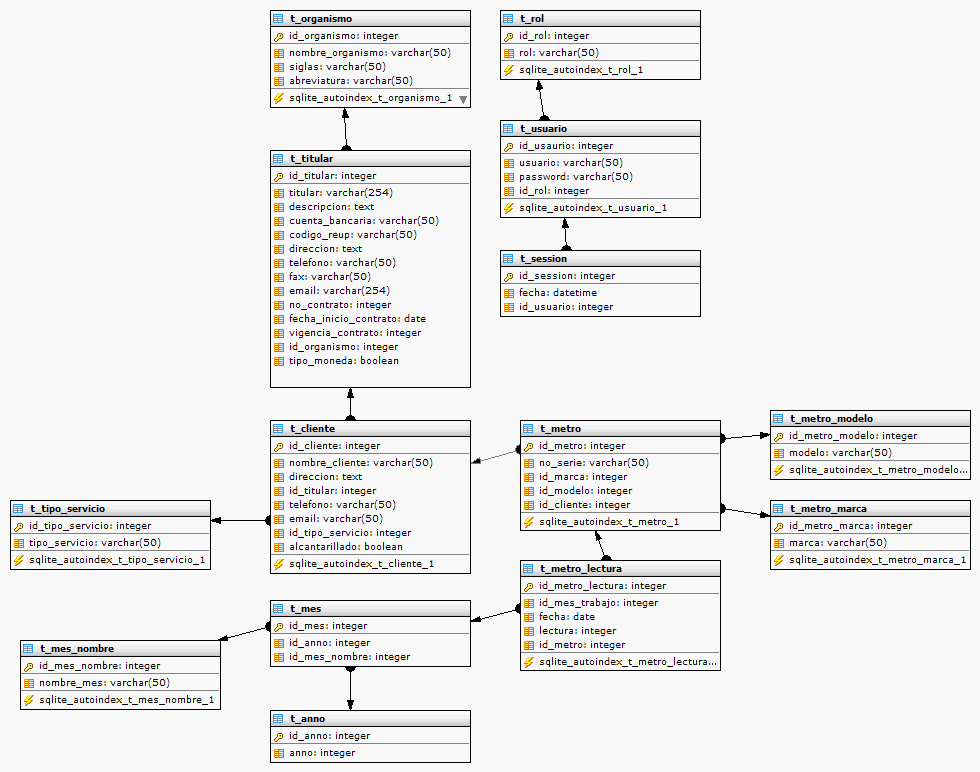 t_organismo
id_organismo: integer
nombre_organismo: varchar(50)
siglas: varchar(50)
abreviatura: varchar(50)
sqlite_autoindex_t_organismo_1
t_rol
id_rol: integer
rol: varchar(50)
sqlite_autoindex_t_rol_1
t_usuario
id_usaurio: integer
usuario: varchar(50)
password: varchar(50)
id_rol: integer
sqlite_autoindex_t_usuario_1
t_titular
id_titular: integer
titular: varchar(254)
descripcion: text
cuenta_bancaria: varchar(50)
codigo_reup: varchar(50)
direccion: text
telefono: varchar(50)
fax: varchar(50)
email: varchar(254)
no_contrato: integer
fecha_inicio_contrato: date
vigencia_contrato: integer
id_organismo: integer
tipo_moneda: boolean
t_session
id_session: integer
fecha: datetime
id_usuario: integer
t_cliente
id_cliente: integer
nombre_cliente: varchar(50)
direccion: text
id_titular: integer
telefono: varchar(50)
email: varchar(50)
id_tipo_servicio: integer
alcantarillado: boolean
sqlite_autoindex_t_cliente_1
t_metro
id_metro: integer
no_serie: varchar(50)
id_marca: integer
id_modelo: integer
id_cliente: integer
sqlite_autoindex_t_metro_1
t_metro_modelo
id_metro_modelo: integer
modelo: varchar(50)
sqlite_autoindex_t_metro_modelo...
t_tipo_servicio
id_tipo_servicio: integer
tipo_servicio: varchar(50)
sqlite_autoindex_t_tipo_servicio_1
t_metro_marca
id_metro_marca: integer
marca: varchar(50)
sqlite_autoindex_t_metro_marca_1
t_metro_lectura
id_metro_lectura: integer
id_mes_trabajo: integer
fecha: date
lectura: integer
id_metro: integer
sqlite_autoindex_t_metro_lectura...
t_mes
id_mes: integer
id_anno: integer
id_mes_nombre: integer
t_mes_nombre
id_mes_nombre: integer
nombre_mes: varchar(50)
sqlite_autoindex_t_mes_nombre_1
t_anno
id_anno: integer
anno: integer